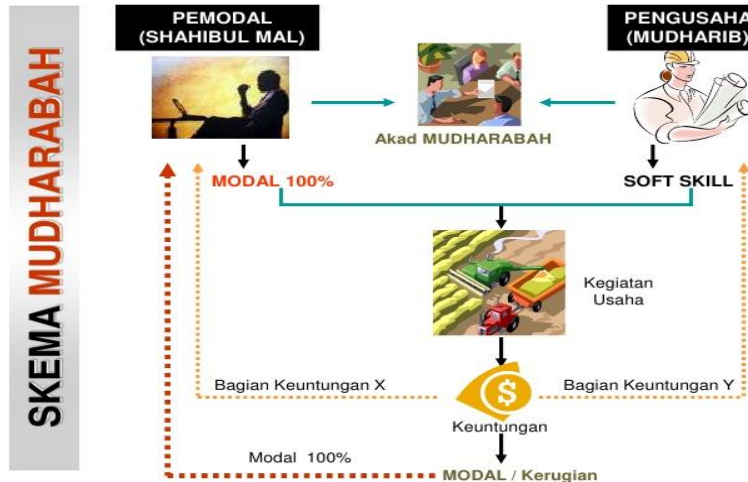 SKEMA MUDHARABAH
PEMODAL
(SHAHIBUL MAL)
PENGUSAHA
(MUDHARIB)
Akad MUDHARABAH
MODAL 100%
SOFT SKILL
Kegiatan
Usaha
Bagian Keuntungan X
$
Bagian Keuntungan Y
Keuntungan
Modal 100%
MODAL / Kerugian